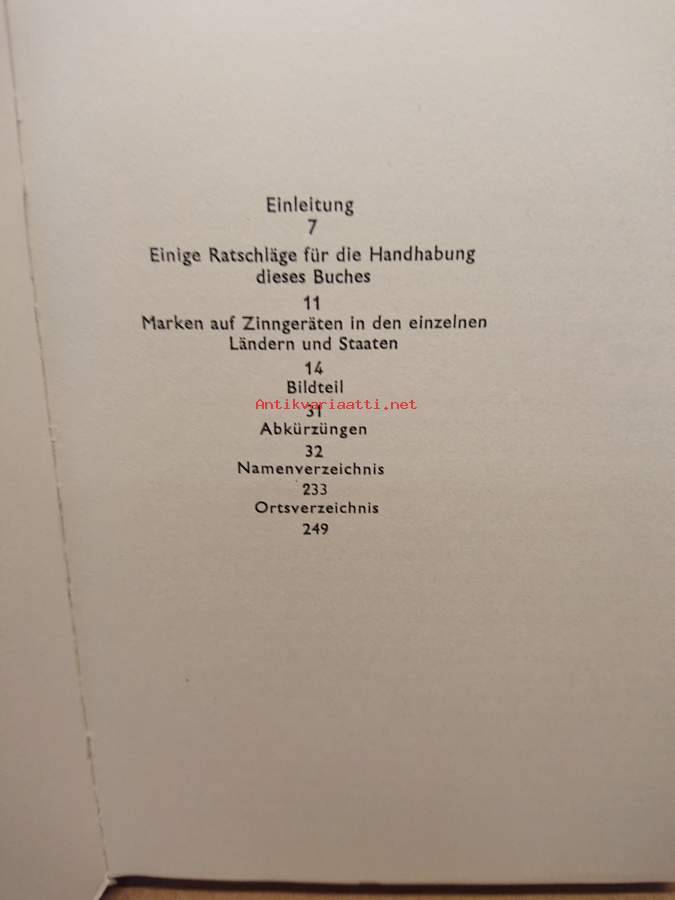 Einleitung
7
Einige Ratschläge für die Handhabung
dieses Buches
11
Marken auf Zinngeräten in den einzelnen
Ländern und Staaten
14
Bildteil
Antikvariaatti.net
31
Abkürzüngen
32
Namenverzeichnis
233
Ortsverzeichnis
249